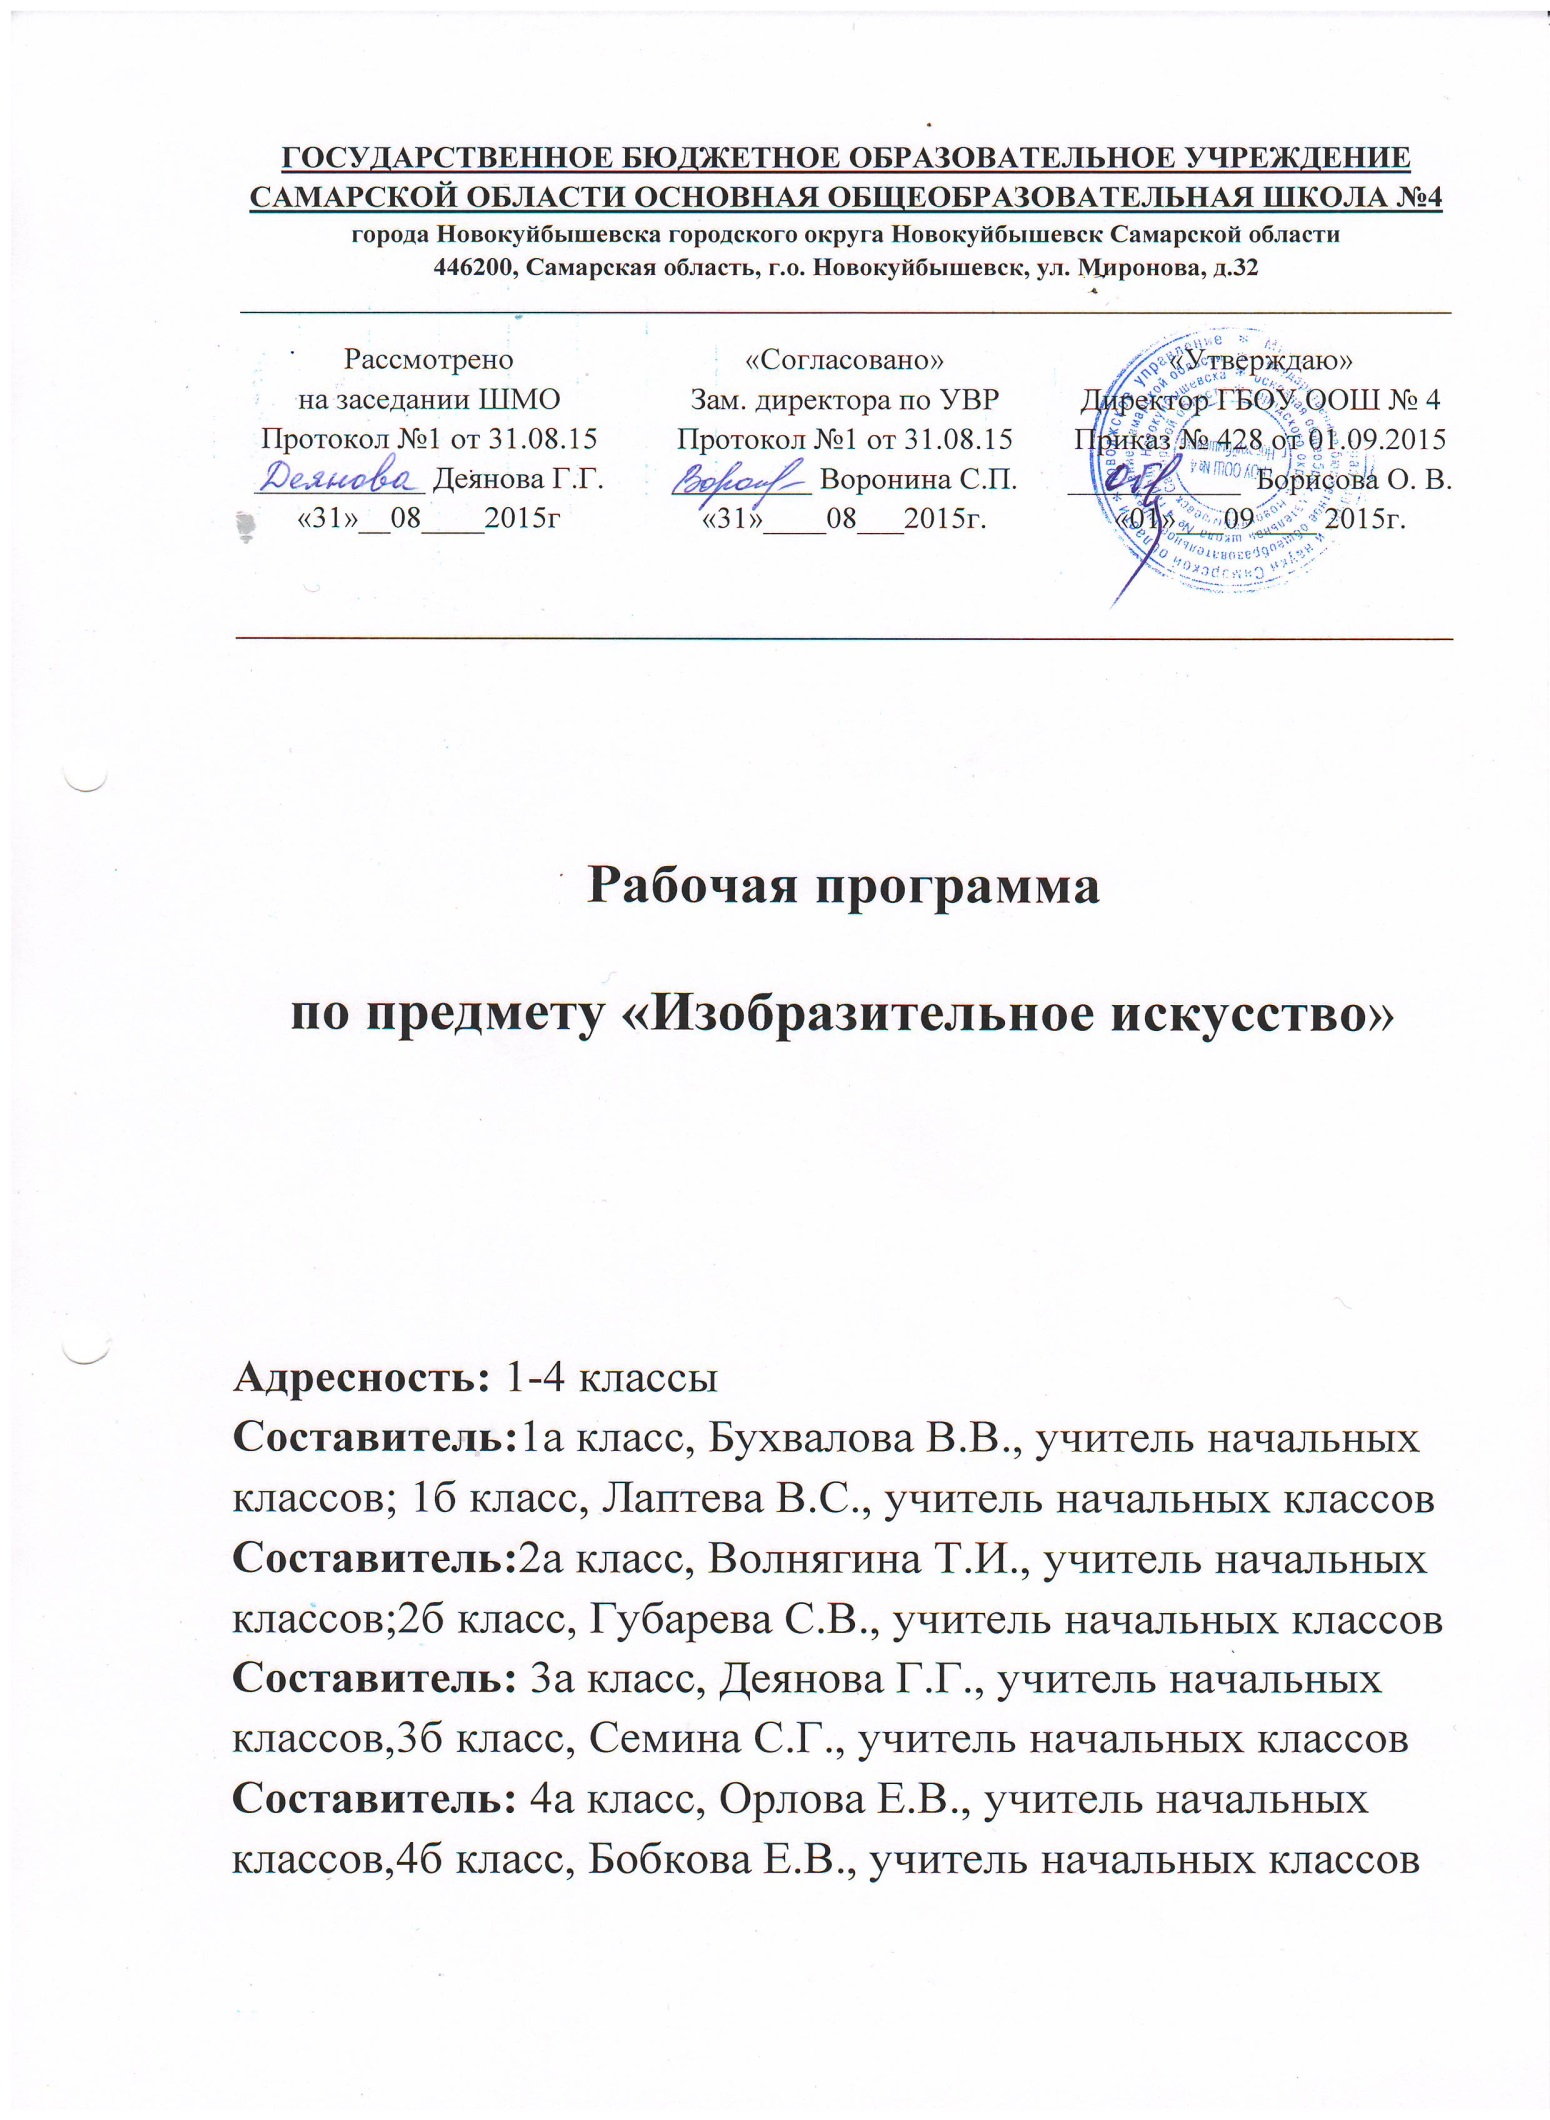 ГОСУДАРСТВЕННОЕ БЮДЖЕТНОЕ ОБРАЗОВАТЕЛЬНОЕ УЧРЕЖДЕНИЕ
САМАРСКОЙ ОБЛАСТИ ОСНОВНАЯ ОБЩЕОБРАЗОВАТЕЛЬНАЯ ШКОЛА №4
города Новокуйбышевска городского округа Новокуйбышевск Самарской области
446200, Самарская область, г.о. Новокуйбышевск, ул. Миронова, д.32
Рассмотрено
на заседании ШМО
Протокол №1 от 31.08.15
Деянова Деянова Г.Г.
«31»__08____2015г
«Согласовано»
Зам. директора по УВР
Протокол №1 от 31.08.15
Воронина С.П.
«31»____08___2015г.
«Утверждаю»
Директор ГБОУ ООШ № 4
Приказ № 428 от 01.09.2015
Борисова О. В.
«01»___09____2015г.
Рабочая программа
по предмету «Изобразительное искусство»
Адресность: 1-4 классы
Составитель:1а класс, Бухвалова В.В., учитель начальных
классов; 1б класс, Лаптева В.С., учитель начальных классов
Составитель:2а класс, Волнягина Т.И., учитель начальных
классов;2б класс, Губарева С.В., учитель начальных классов
Составитель: 3а класс, Деянова Г.Г., учитель начальных
классов,3б класс, Семина С.Г., учитель начальных классов
Составитель: 4а класс, Орлова Е.В., учитель начальных
классов,4б класс, Бобкова Е.В., учитель начальных классов